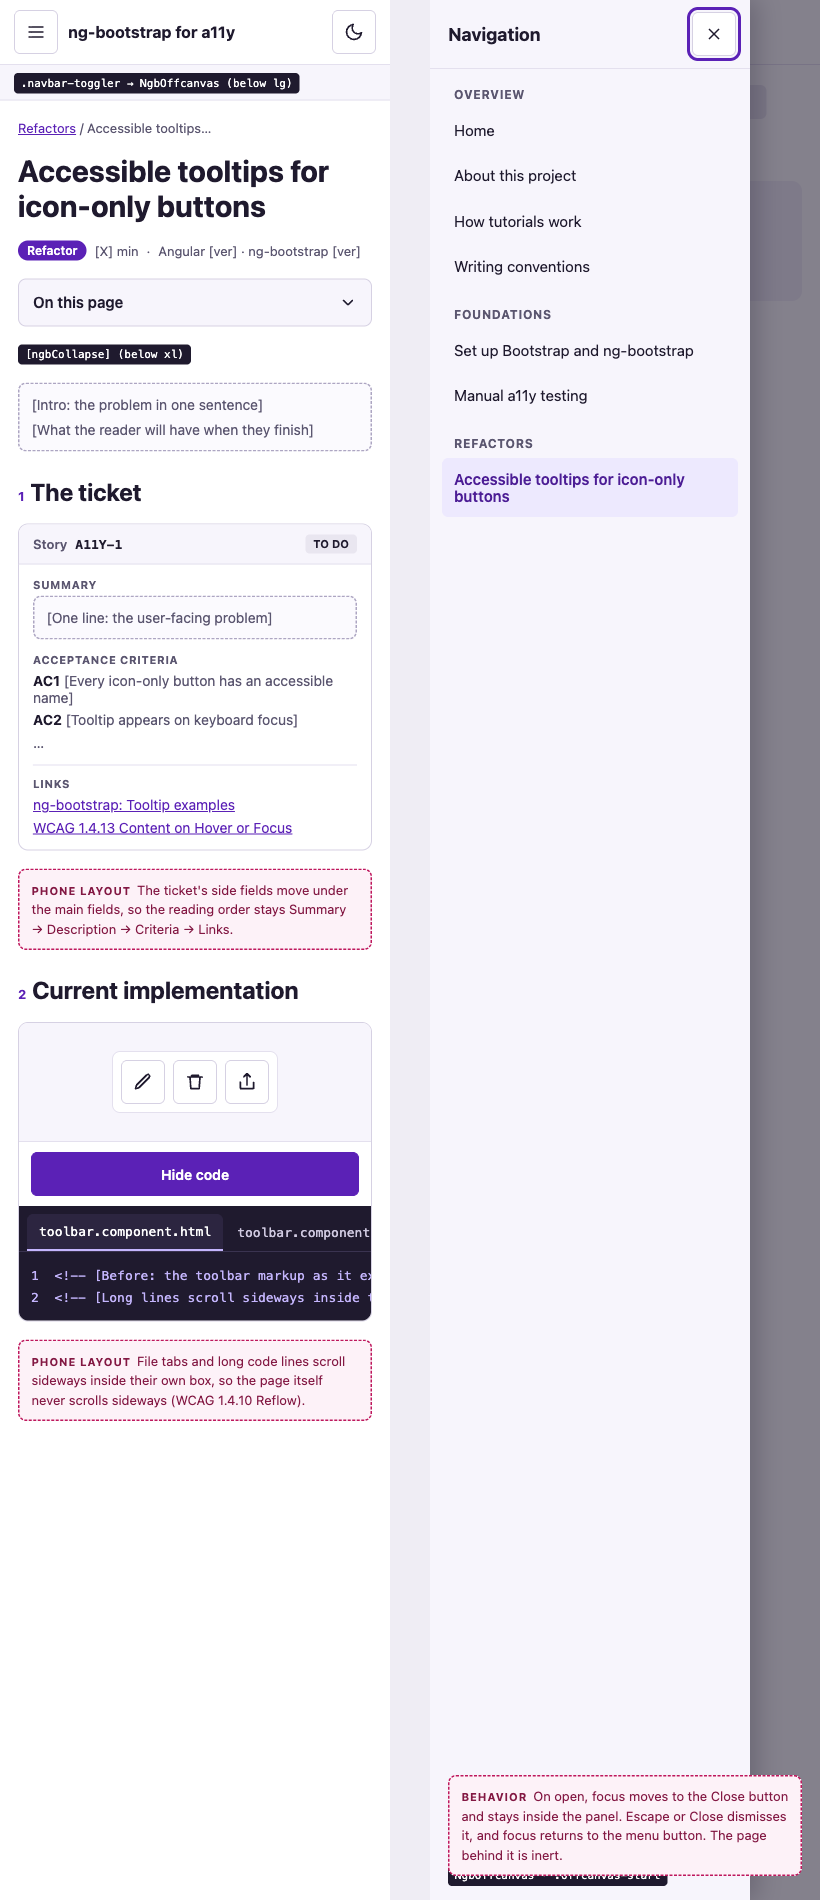 ng-bootstrap for a11y
.navbar-toggler → NgbOffcanvas (below lg)
Refactors / Accessible tooltips...
Accessible tooltips for
icon-only buttons
Refactor [X] min · Angular [ver] · ng-bootstrap [ver]
On this page
[ngbCollapse] (below xl)
[Intro: the problem in one sentence]
[What the reader will have when they finish]
1 The ticket
Story A11Y-1 TO DO
SUMMARY
[One line: the user-facing problem]
ACCEPTANCE CRITERIA
AC1 [Every icon-only button has an accessible
name]
AC2 [Tooltip appears on keyboard focus]
...
LINKS
ng-bootstrap: Tooltip examples
WCAG 1.4.13 Content on Hover or Focus
PHONE LAYOUT The ticket's side fields move under
the main fields, so the reading order stays Summary
→ Description → Criteria → Links.
2 Current implementation
Hide code
toolbar.component.html toolbar.component
1 <!-- [Before: the toolbar markup as it ex
2 <!-- [Long lines scroll sideways inside
PHONE LAYOUT File tabs and long code lines scroll
sideways inside their own box, so the page itself
never scrolls sideways (WCAG 1.4.10 Reflow).
Navigation
OVERVIEW
Home
About this project
How tutorials work
Writing conventions
FOUNDATIONS
Set up Bootstrap and ng-bootstrap
Manual a11y testing
REFACTORS
Accessible tooltips for icon-only
buttons
BEHAVIOR On open, focus moves to the Close button
and stays inside the panel. Escape or Close dismisses
it, and focus returns to the menu button. The page
behind it is inert.